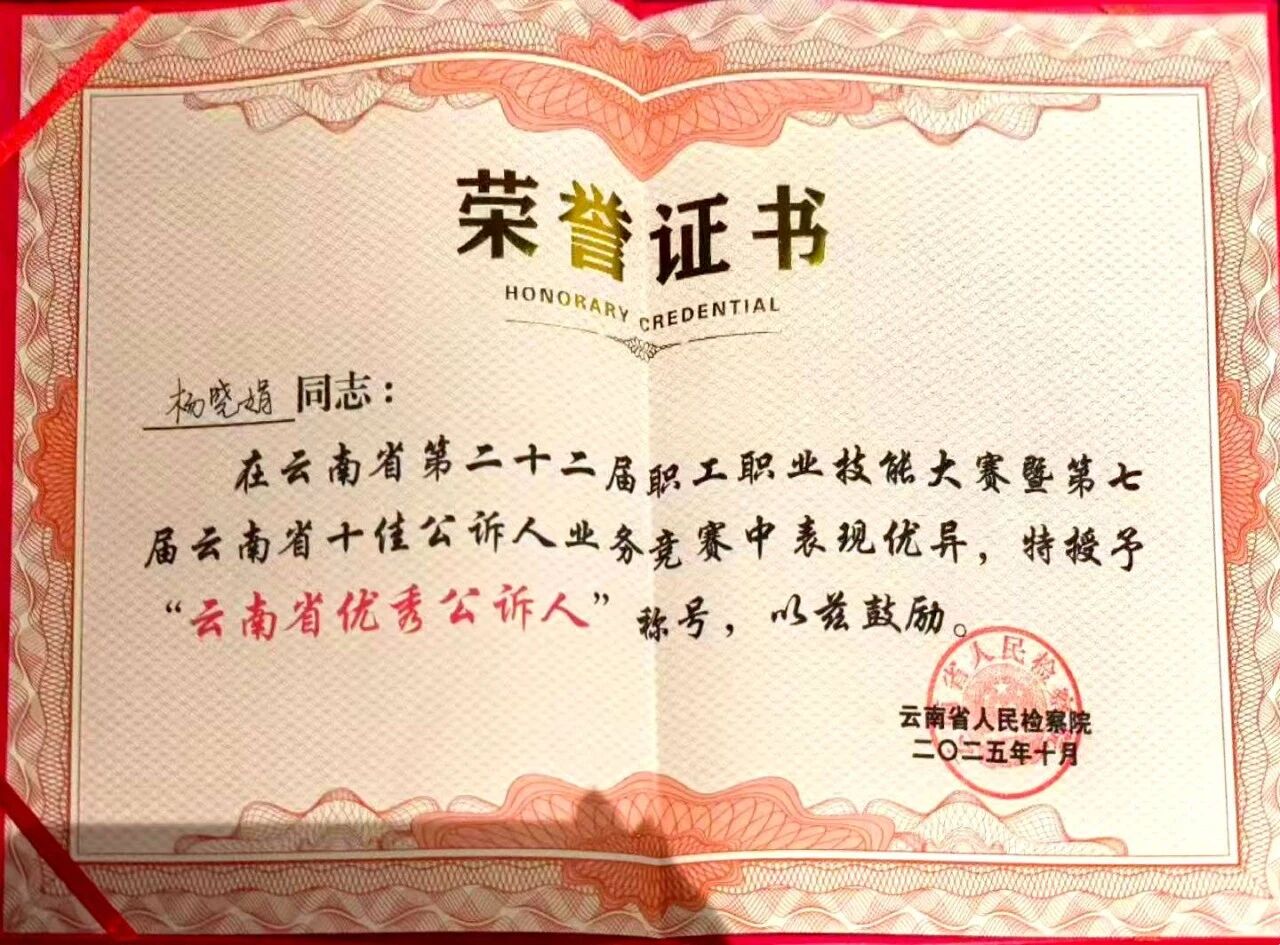 荣誉证书
HONORARY CREDENTIAL
杨晓娟同志：
在云南省第二十二届职工职业技能大赛暨第七
届云南省十佳公诉人业务竞赛中表现优异，特授予
“云南省优秀公诉人”称号，以兹鼓励。
省人民检
云南省人民检察院
二〇二五年十月